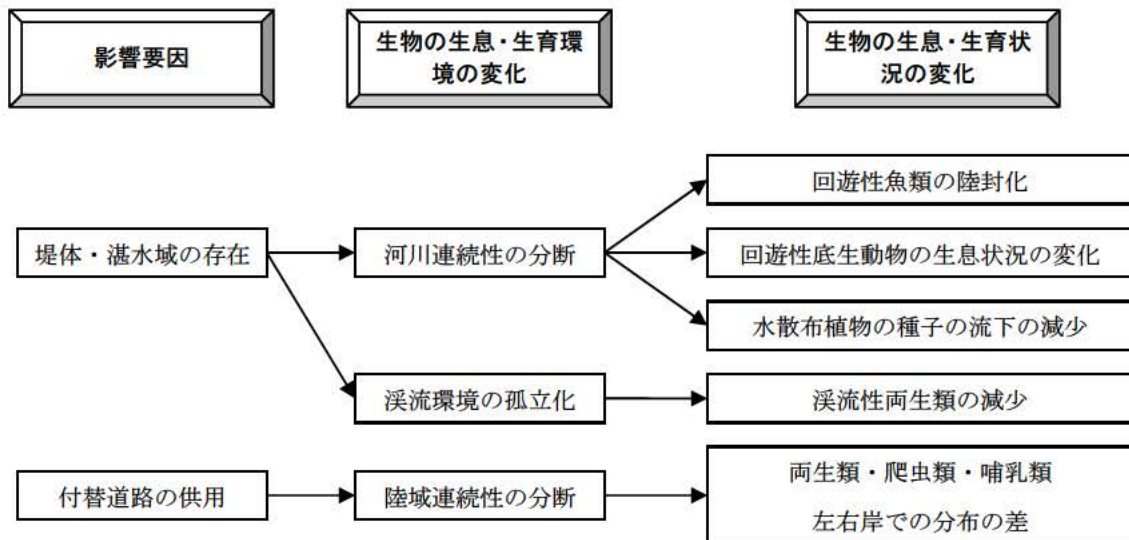 影響要因
生物の生息・生育環
境の変化
生物の生息・生育状
況の変化
回遊性魚類の陸封化
堤体・湛水域の存在
河川連続性の分断
回遊性底生動物の生息状況の変化
水散布植物の種子の流下の減少
渓流環境の孤立化
渓流性両生類の減少
付替道路の供用
陸域連続性の分断
両生類・爬虫類・哺乳類
左右岸での分布の差